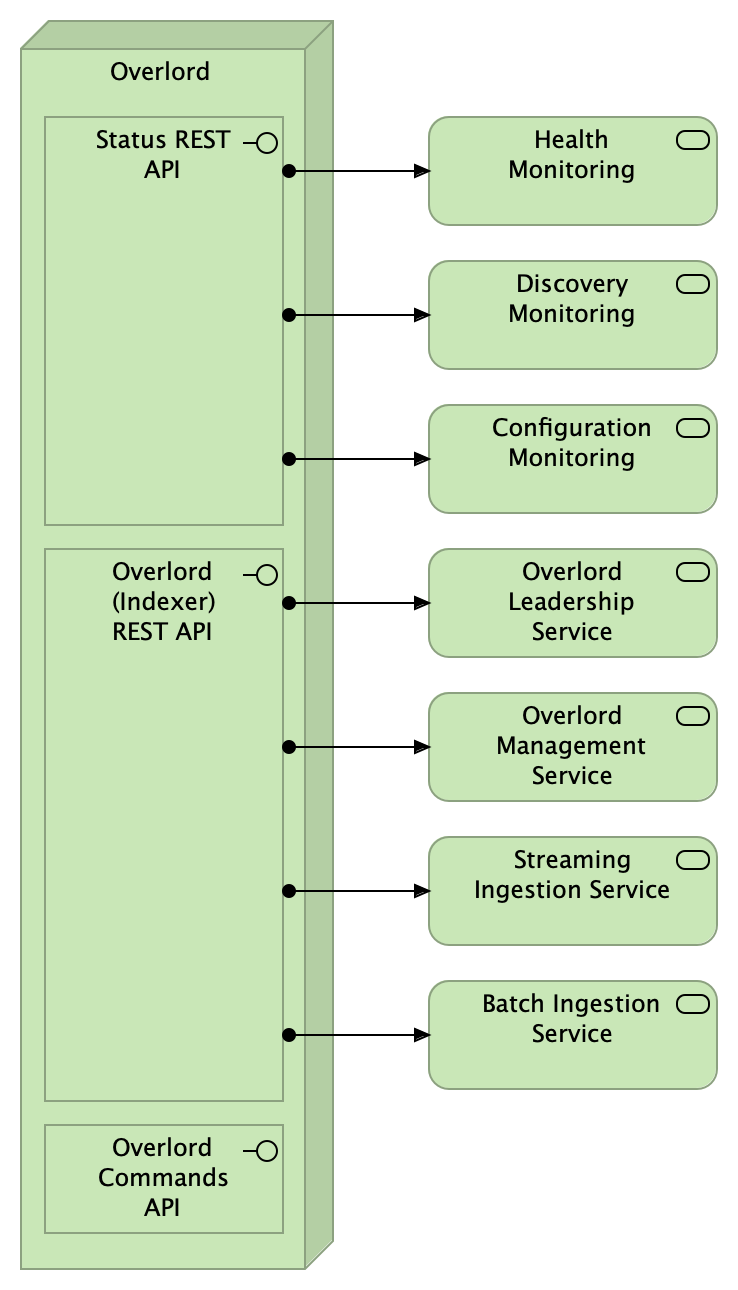 Overlord
Status REST
API
Health
Monitoring
Discovery
Monitoring
Configuration
Monitoring
Overlord
(Indexer)
REST API
Overlord
Leadership
Service
Overlord
Management
Service
Streaming
Ingestion Service
Batch Ingestion
Service
Overlord
Commands
API